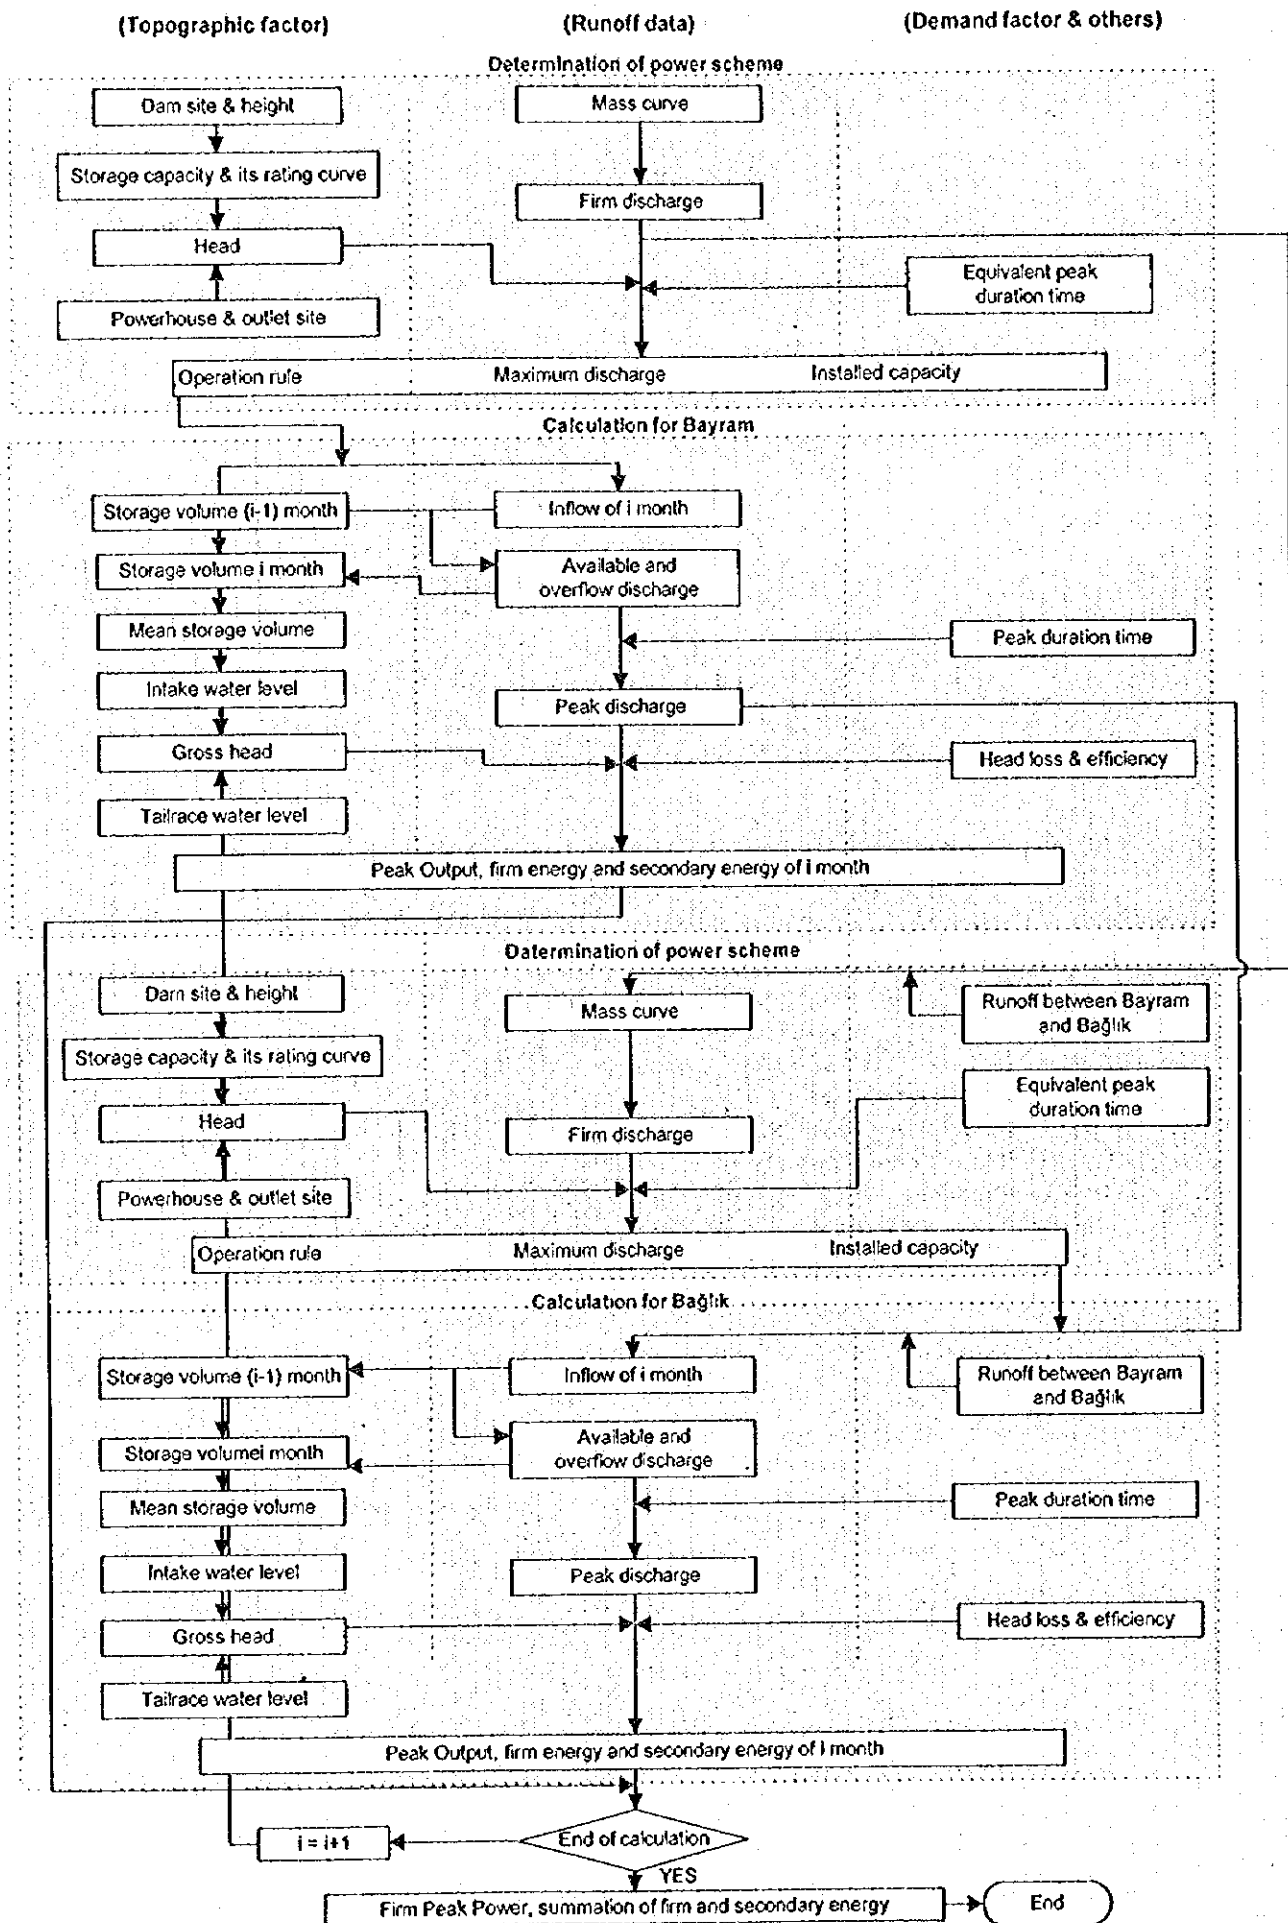 (Topographic factor)
(Runoff data)
(Demand factor & others)
Determination of power scheme
Dam site & height
Mass curve
Storage capacity & its rating curve
Firm discharge
Head
Equivalent peak
duration time
Powerhouse & outlet site
Operation rule
Maximum discharge
Installed capacity
Calculation for Bayram
Storage volume (i-1) month
Inflow of i month
Storage volume i month
Available and
overflow discharge
Mean storage volume
Peak duration time
Intake water level
Peak discharge
Gross head
Head loss & efficiency
Tailrace water level
Peak Output, firm energy and secondary energy of i month
Datermination of power scheme
Dam site & height
Mass curve
Runoff between Bayram
and Bağlık
Storage capacity & its rating curve
Equivalent peak
duration time
Head
Firm discharge
Powerhouse & outlet site
Operation rule
Maximum discharge
Installed capacity
Calculation for Bağlık
Storage volume (i-1) month
Inflow of i month
Runoff between Bayram
and Bağlık
Storage volumei month
Available and
overflow discharge
Mean storage volume
Peak duration time
Intake water level
Peak discharge
Gross head
Head loss & efficiency
Tailrace water level
Peak Output, firm energy and secondary energy of i month
i = i+1
End of calculation
YES
Firm Peak Power, summation of firm and secondary energy
End